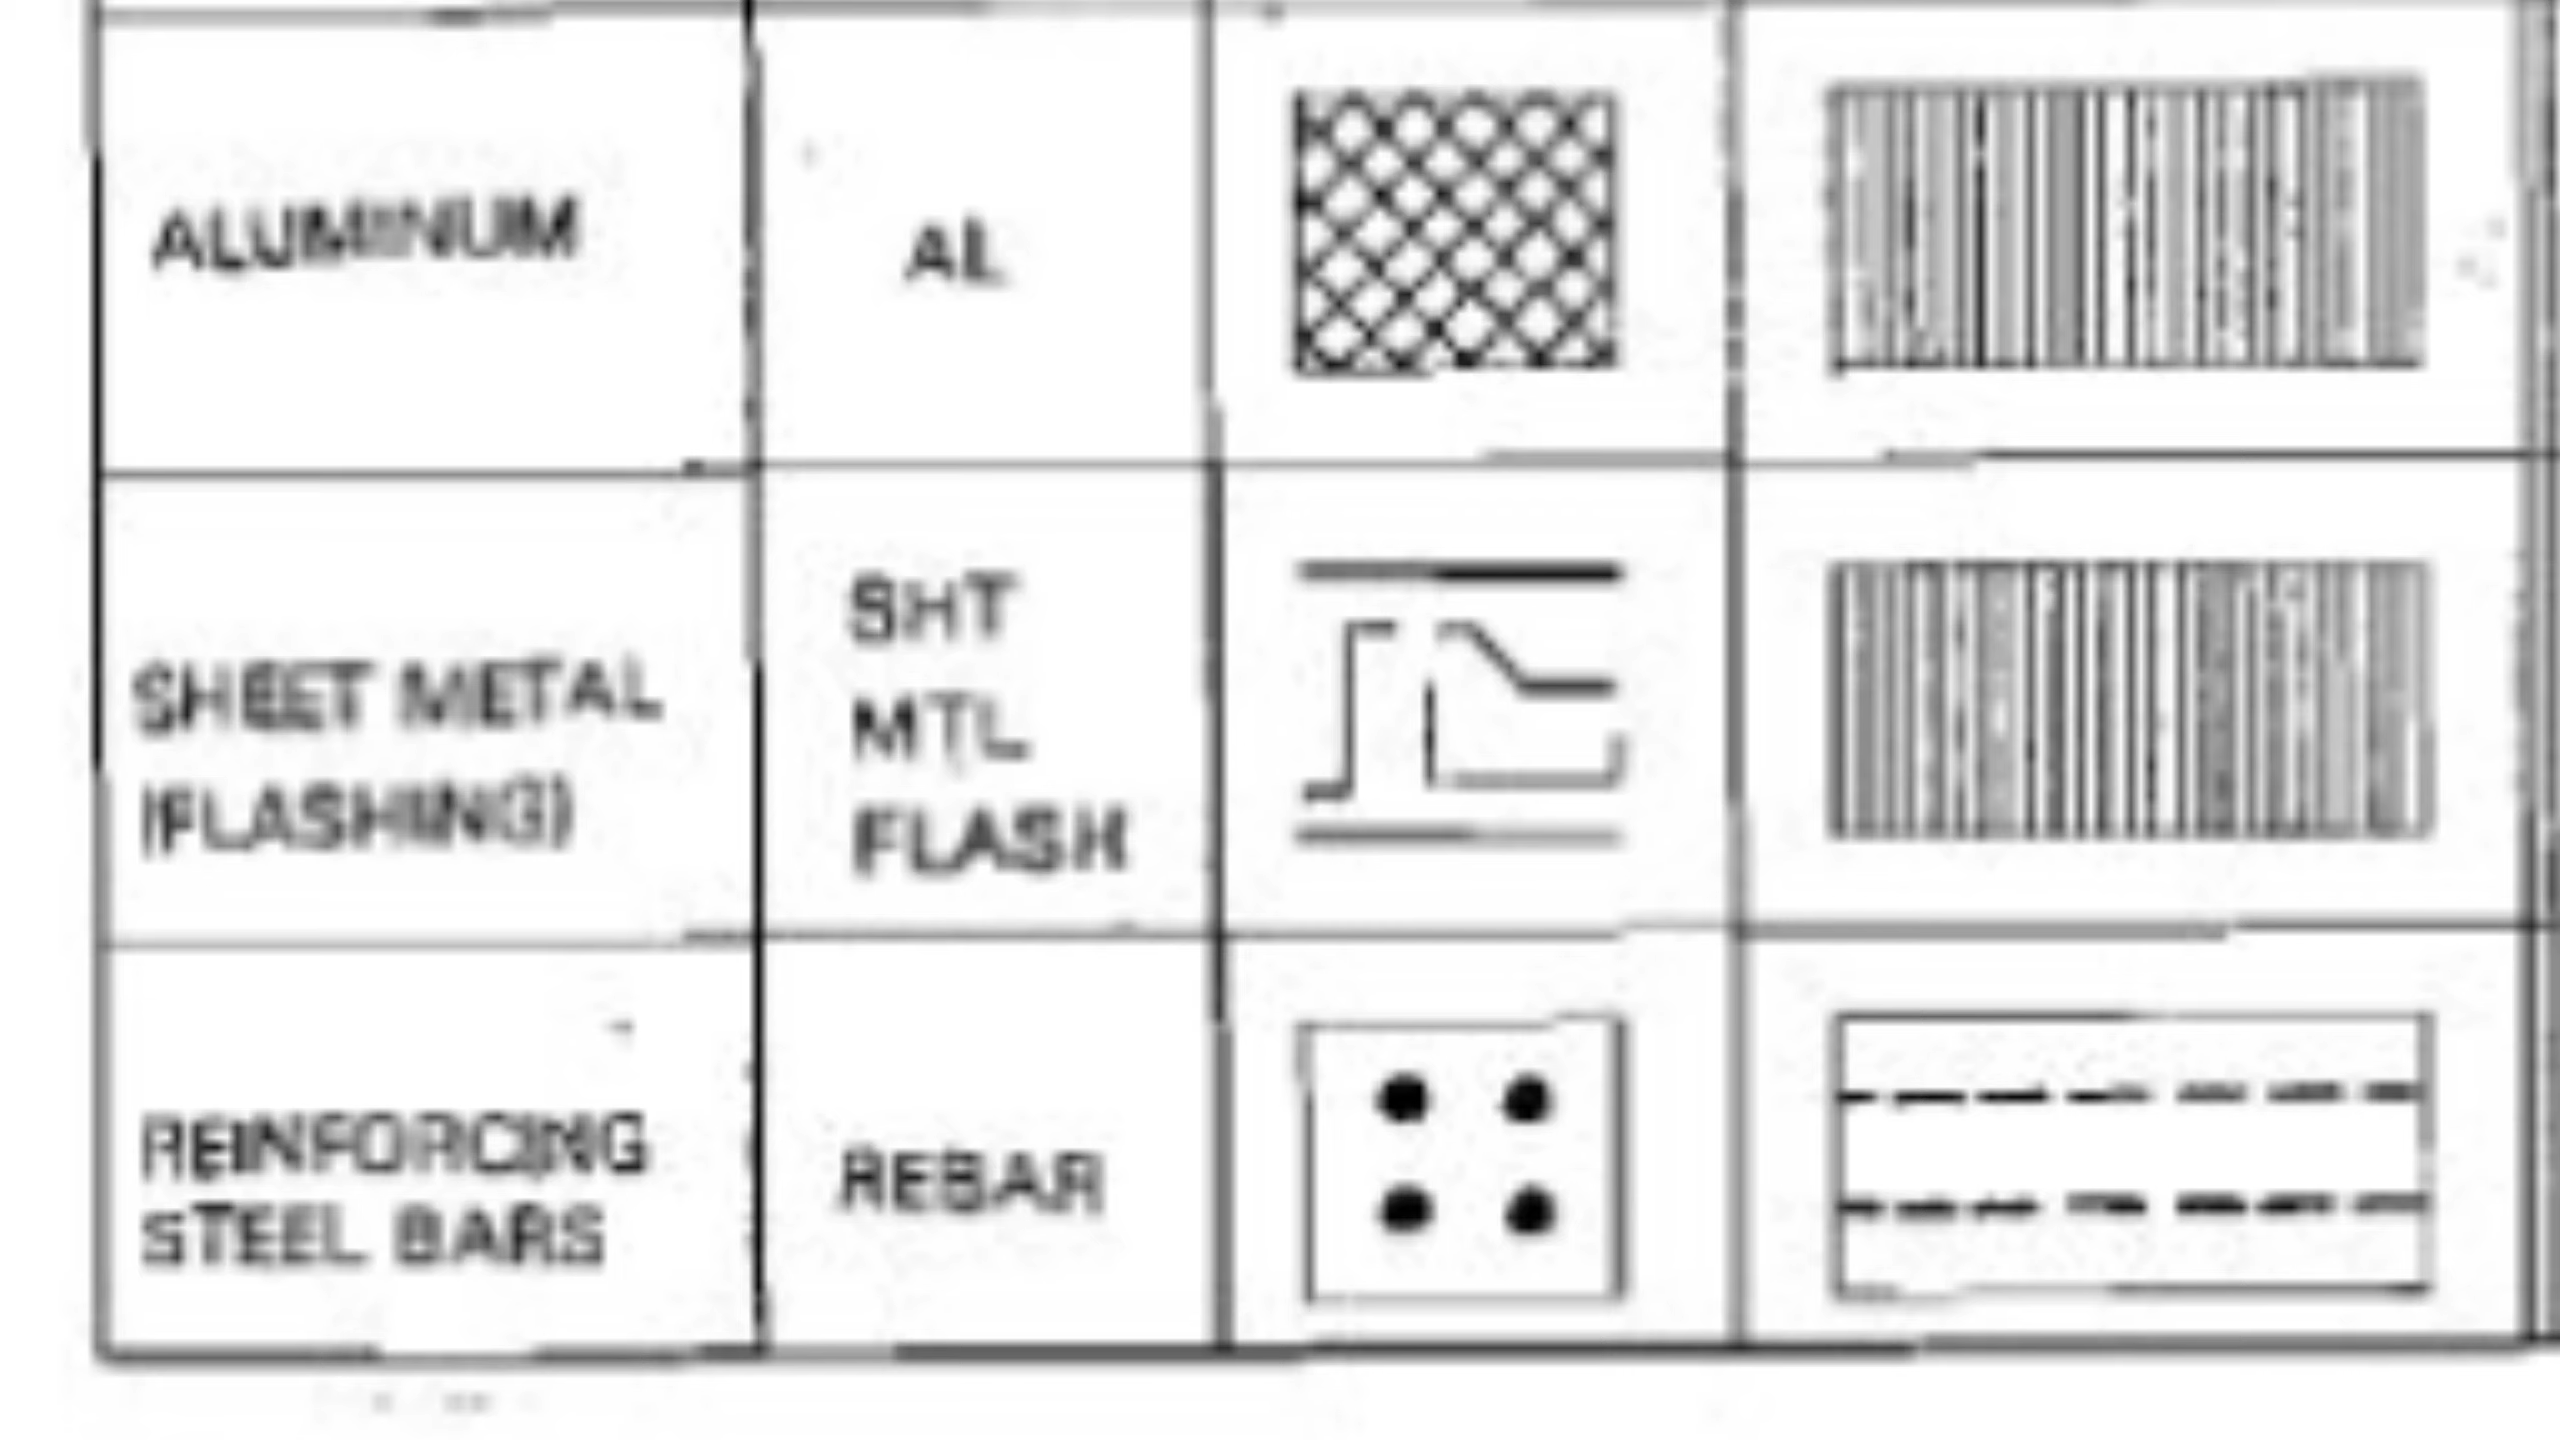 ALUMINUM
AL
SHEET METAL
(FLASHING)
SHT
MTL
FLASH
REINFORCING
STEEL BARS
REBAR